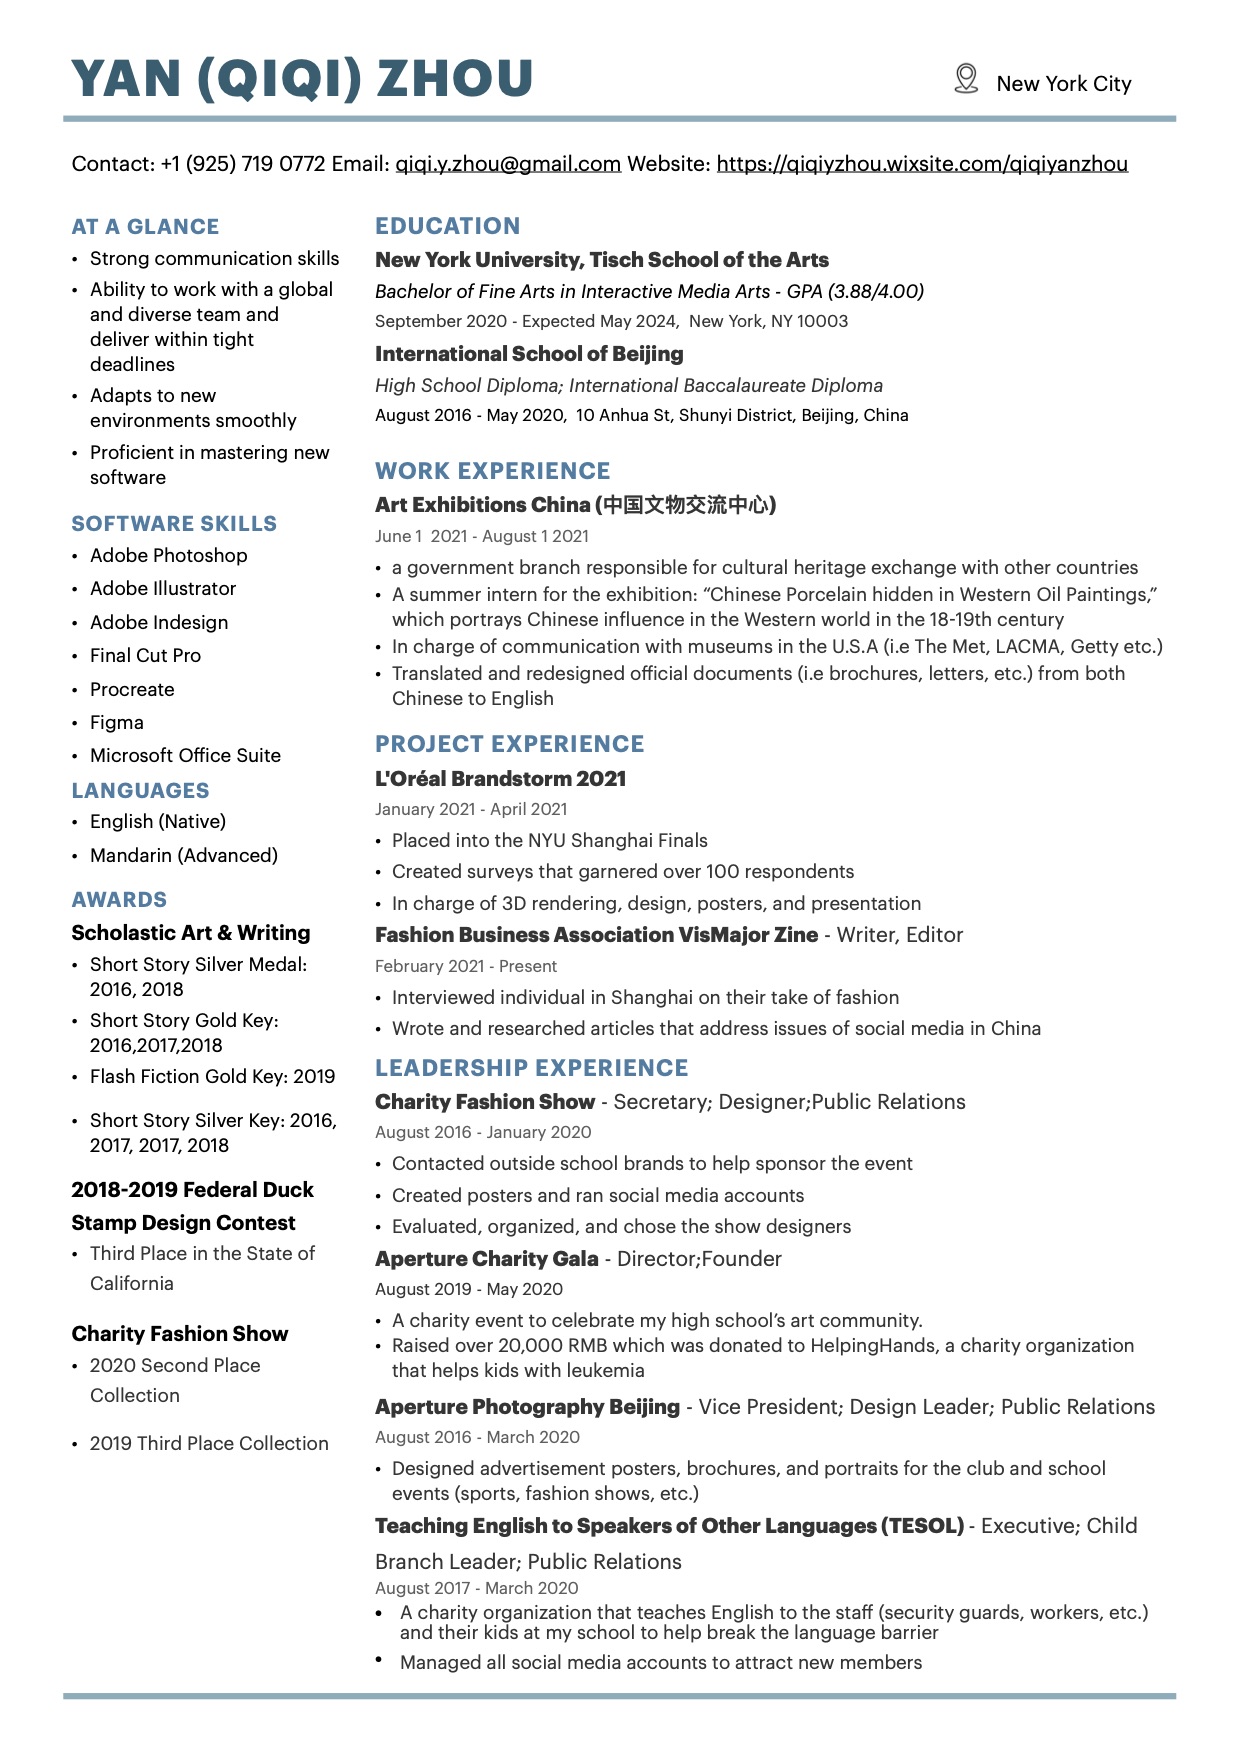 YAN (QIQI) ZHOU
New York City
Contact: +1 (925) 719 0772 Email: qiqi.y.zhou@gmail.com Website: https://qiqiyzhou.wixsite.com/qiqiyanzhou
AT A GLANCE
• Strong communication skills
• Ability to work with a global
and diverse team and
deliver within tight
deadlines
• Adapts to new
environments smoothly
• Proficient in mastering new
software
SOFTWARE SKILLS
• Adobe Photoshop
• Adobe Illustrator
• Adobe Indesign
• Final Cut Pro
• Procreate
• Figma
• Microsoft Office Suite
LANGUAGES
• English (Native)
• Mandarin (Advanced)
AWARDS
Scholastic Art & Writing
• Short Story Silver Medal:
2016, 2018
• Short Story Gold Key:
2016,2017,2018
• Flash Fiction Gold Key: 2019
• Short Story Silver Key: 2016,
2017, 2017, 2018
2018-2019 Federal Duck
Stamp Design Contest
• Third Place in the State of
California
Charity Fashion Show
• 2020 Second Place
Collection
• 2019 Third Place Collection
EDUCATION
New York University, Tisch School of the Arts
Bachelor of Fine Arts in Interactive Media Arts - GPA (3.88/4.00)
September 2020 - Expected May 2024, New York, NY 10003
International School of Beijing
High School Diploma; International Baccalaureate Diploma
August 2016 - May 2020, 10 Anhua St, Shunyi District, Beijing, China
WORK EXPERIENCE
Art Exhibitions China (中国文物交流中心)
June 1 2021 - August 1 2021
• a government branch responsible for cultural heritage exchange with other countries
• A summer intern for the exhibition: “Chinese Porcelain hidden in Western Oil Paintings,”
which portrays Chinese influence in the Western world in the 18-19th century
• In charge of communication with museums in the U.S.A (i.e The Met, LACMA, Getty etc.)
• Translated and redesigned official documents (i.e brochures, letters, etc.) from both
Chinese to English
PROJECT EXPERIENCE
L'Oréal Brandstorm 2021
January 2021 - April 2021
• Placed into the NYU Shanghai Finals
• Created surveys that garnered over 100 respondents
• In charge of 3D rendering, design, posters, and presentation
Fashion Business Association VisMajor Zine - Writer, Editor
February 2021 - Present
• Interviewed individual in Shanghai on their take of fashion
• Wrote and researched articles that address issues of social media in China
LEADERSHIP EXPERIENCE
Charity Fashion Show - Secretary; Designer;Public Relations
August 2016 - January 2020
• Contacted outside school brands to help sponsor the event
• Created posters and ran social media accounts
• Evaluated, organized, and chose the show designers
Aperture Charity Gala - Director;Founder
August 2019 - May 2020
• A charity event to celebrate my high school’s art community.
• Raised over 20,000 RMB which was donated to HelpingHands, a charity organization
that helps kids with leukemia
Aperture Photography Beijing - Vice President; Design Leader; Public Relations
August 2016 - March 2020
• Designed advertisement posters, brochures, and portraits for the club and school
events (sports, fashion shows, etc.)
Teaching English to Speakers of Other Languages (TESOL) - Executive; Child
Branch Leader; Public Relations
August 2017 - March 2020
• A charity organization that teaches English to the staff (security guards, workers, etc.)
and their kids at my school to help break the language barrier
• Managed all social media accounts to attract new members